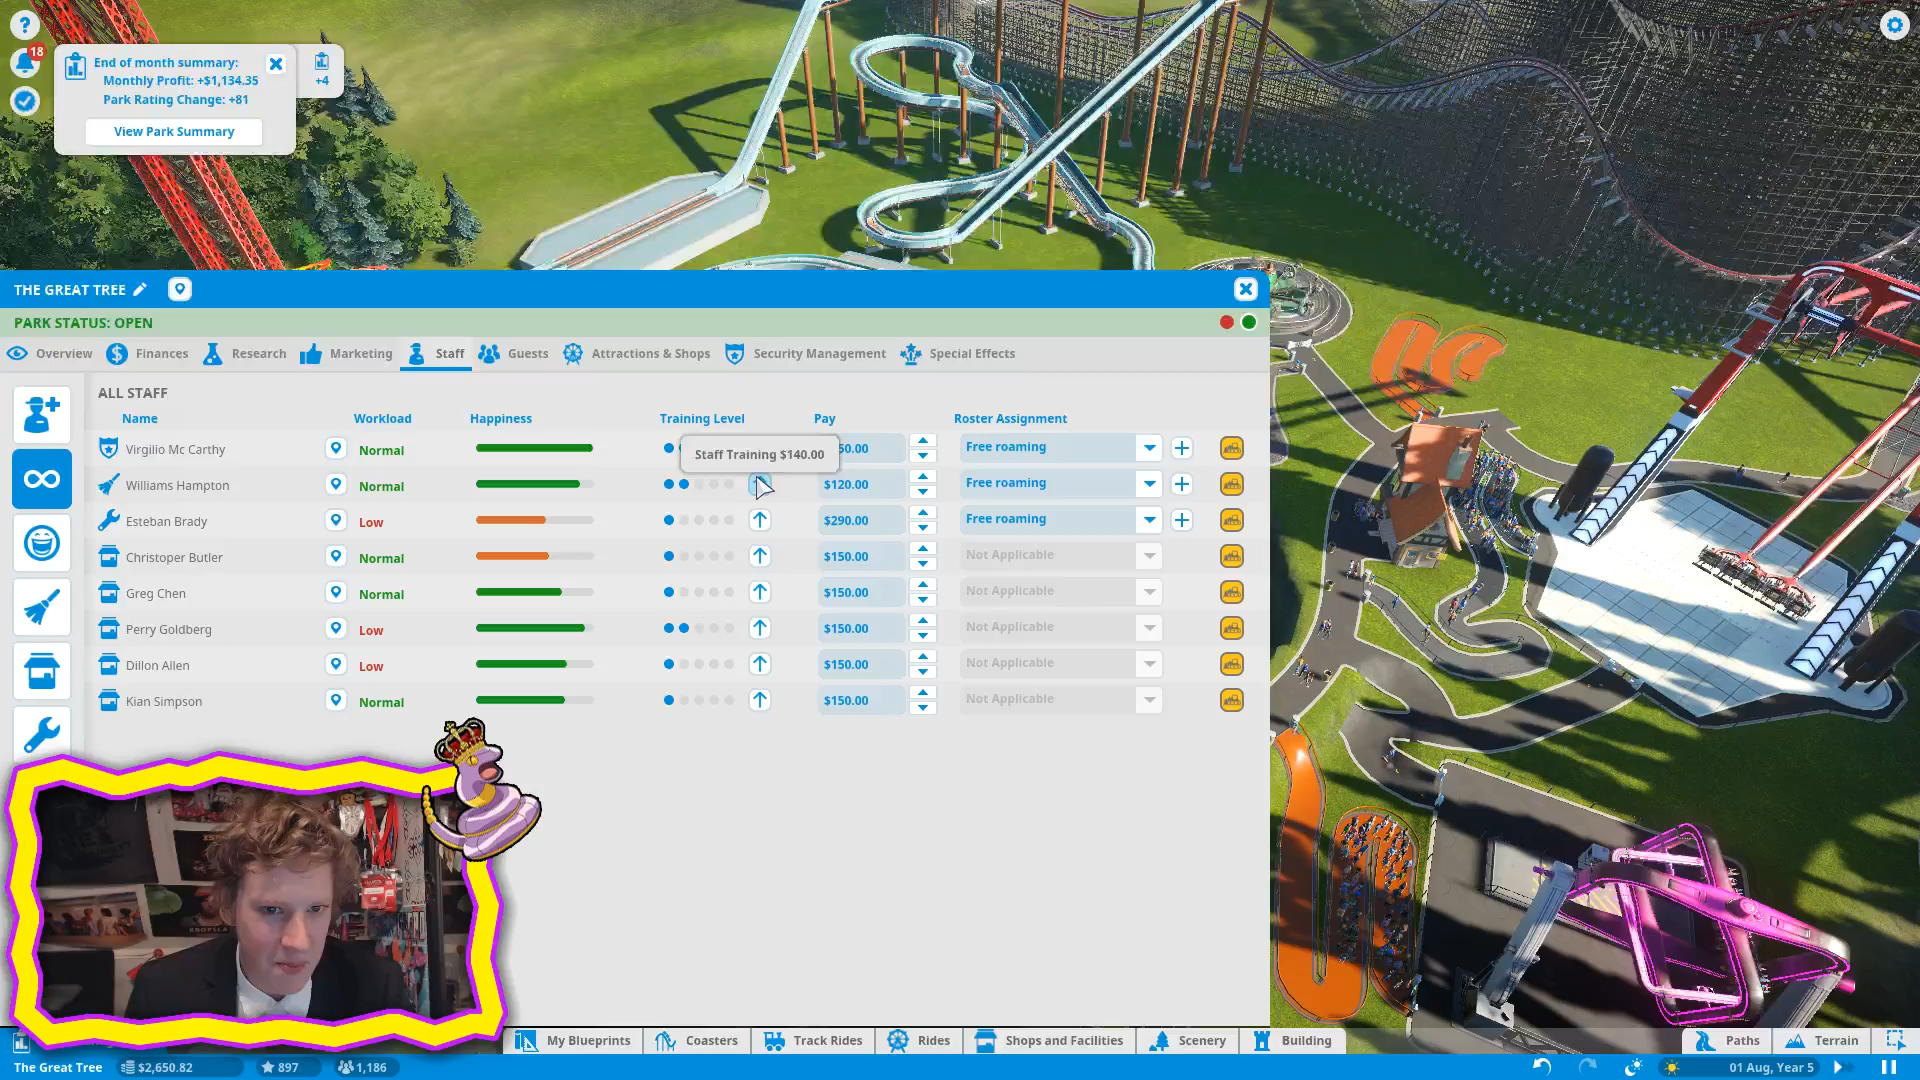 ?
18
End of month summary:
Monthly Profit: +$1,134.35
Park Rating Change: +81
View Park Summary
+4
THE GREAT TREE
PARK STATUS: OPEN
Overview
Finances
Research
Marketing
Staff
Guests
Attractions & Shops
Security Management
Special Effects
ALL STAFF
Name Workload Happiness Training Level Pay Roster Assignment
Virgilio Mc Carthy Normal 50.00 Free roaming
Staff Training $140.00
Williams Hampton Normal $120.00 Free roaming
Esteban Brady Low $290.00 Free roaming
Christoper Butler Normal $150.00 Not Applicable
Greg Chen Normal $150.00 Not Applicable
Perry Goldberg Low $150.00 Not Applicable
Dillon Allen Low $150.00 Not Applicable
Kian Simpson Normal $150.00 Not Applicable
My Blueprints
Coasters
Track Rides
Rides
Shops and Facilities
Scenery
Building
Paths
Terrain
The Great Tree $2,650.82 897 1,186 01 Aug, Year 5